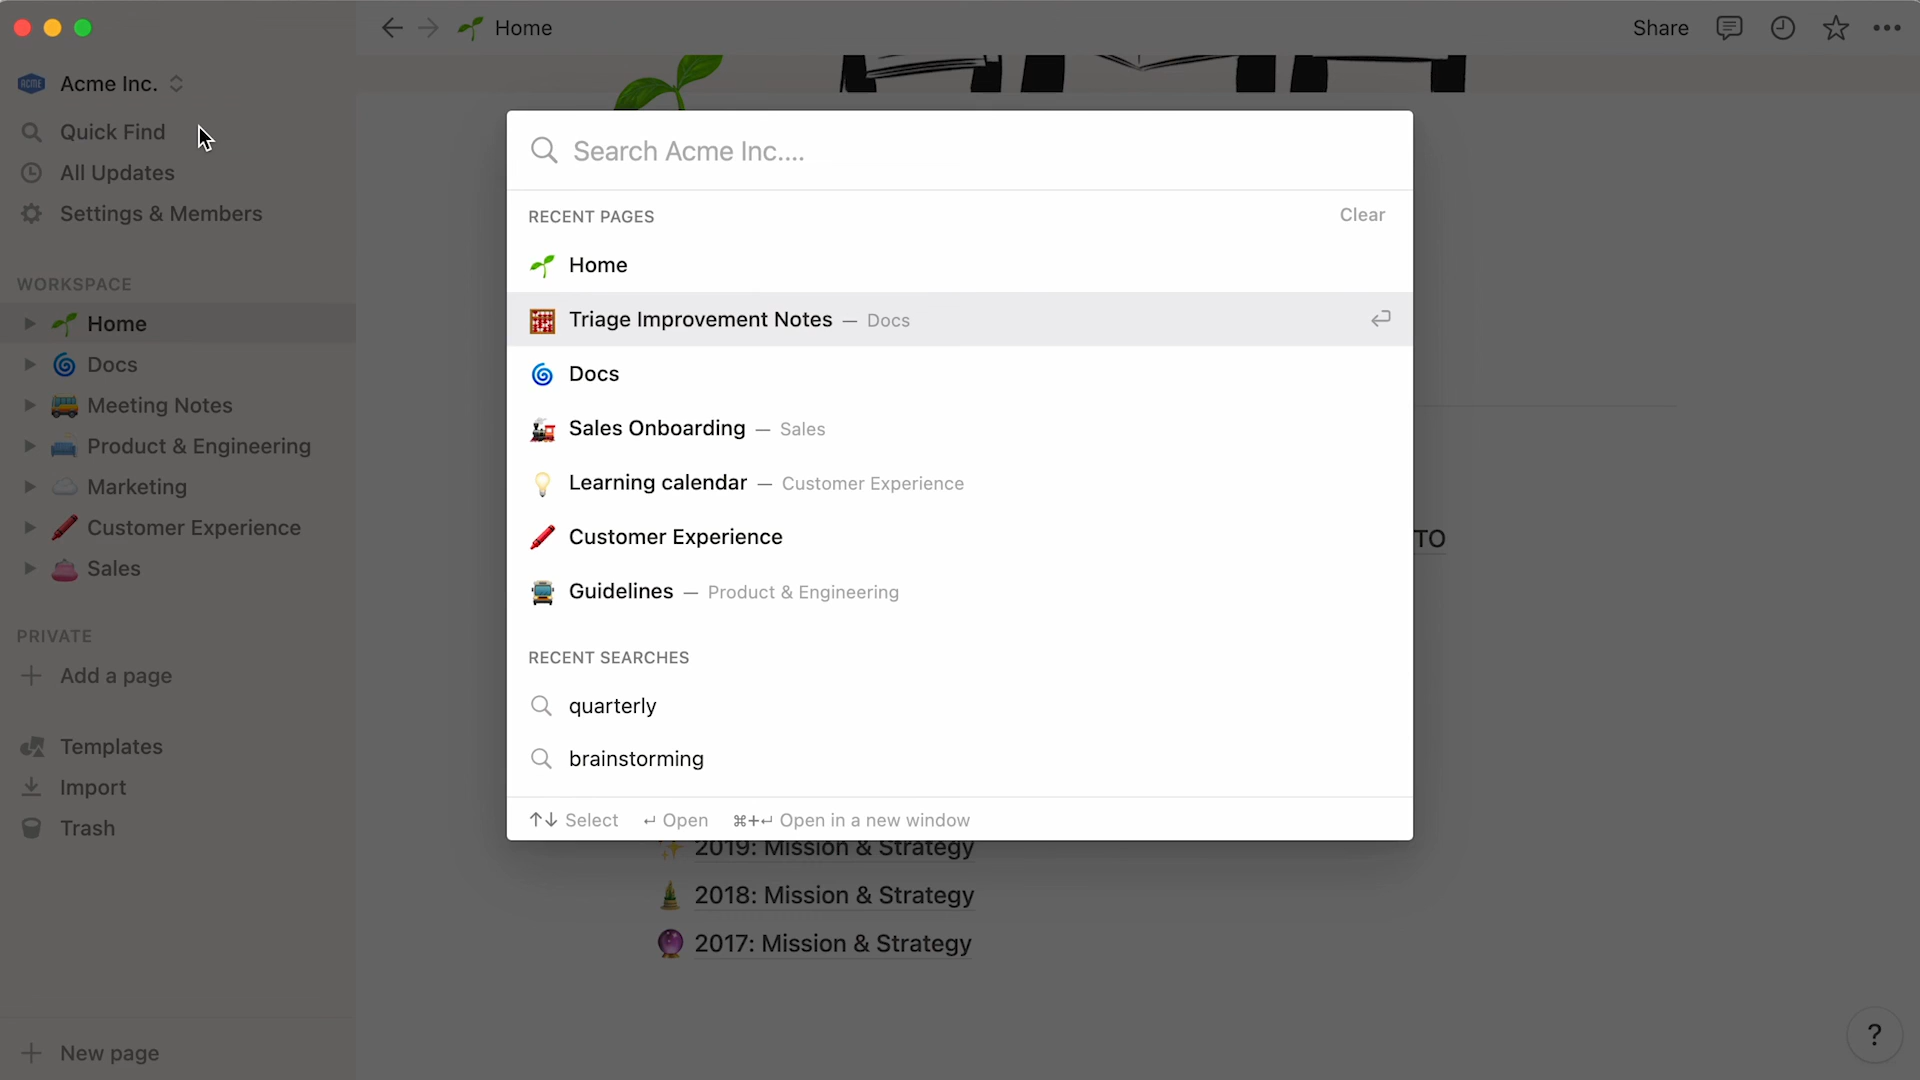 Home
Share
ACME Acme Inc.
Quick Find
All Updates
Settings & Members
WORKSPACE
Home
Docs
Meeting Notes
Product & Engineering
Marketing
Customer Experience
Sales
PRIVATE
+ Add a page
Templates
Import
Trash
+ New page
Search Acme Inc....
RECENT PAGES
Clear
Home
Triage Improvement Notes — Docs
Docs
Sales Onboarding — Sales
Learning calendar — Customer Experience
Customer Experience
Guidelines — Product & Engineering
RECENT SEARCHES
quarterly
brainstorming
↑↓ Select ↵ Open ⌘+↵ Open in a new window
TO
2019: Mission & Strategy
2018: Mission & Strategy
2017: Mission & Strategy
?